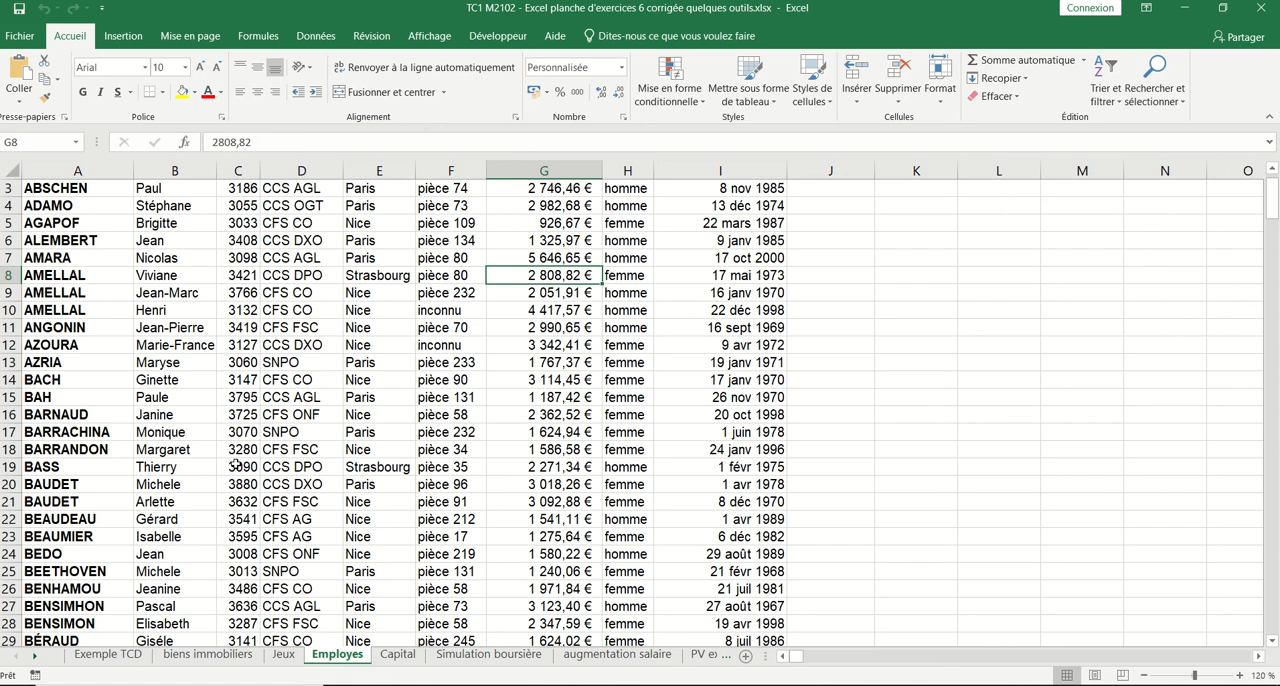 TC1 M2102 - Excel planche d'exercices 6 corrigée quelques outils.xlsx - Excel
Connexion
Fichier Accueil Insertion Mise en page Formules Données Révision Affichage Développeur Aide Dites-nous ce que vous voulez faire Partager
Coller
Arial 10
G I S
Renvoyer à la ligne automatiquement
Fusionner et centrer
Personnalisée
% 000
Mise en forme conditionnelle
Mettre sous forme de tableau
Styles de cellules
Insérer Supprimer Format
Somme automatique
Recopier
Effacer
Trier et filtrer
Rechercher et sélectionner
Presse-papiers Police Alignement Nombre Styles Cellules Édition
G8 fx 2808,82
A B C D E F G H I J K L M N O
3 ABSCHEN Paul 3186 CCS AGL Paris pièce 74 2 746,46 € homme 8 nov 1985
4 ADAMO Stéphane 3055 CCS OGT Paris pièce 73 2 982,68 € homme 13 déc 1974
5 AGAPOF Brigitte 3033 CFS CO Nice pièce 109 926,67 € femme 22 mars 1987
6 ALEMBERT Jean 3408 CCS DXO Paris pièce 134 1 325,97 € homme 9 janv 1985
7 AMARA Nicolas 3098 CCS AGL Paris pièce 80 5 646,65 € homme 17 oct 2000
8 AMELLAL Viviane 3421 CCS DPO Strasbourg pièce 80 2 808,82 € femme 17 mai 1973
9 AMELLAL Jean-Marc 3766 CFS CO Nice pièce 232 2 051,91 € homme 16 janv 1970
10 AMELLAL Henri 3132 CFS CO Nice inconnu 4 417,57 € homme 22 déc 1998
11 ANGONIN Jean-Pierre 3419 CFS FSC Nice pièce 70 2 990,65 € homme 16 sept 1969
12 AZOURA Marie-France 3127 CCS DXO Nice inconnu 3 342,41 € femme 9 avr 1972
13 AZRIA Maryse 3060 SNPO Paris pièce 233 1 767,37 € femme 19 janv 1971
14 BACH Ginette 3147 CFS CO Nice pièce 90 3 114,45 € femme 17 janv 1970
15 BAH Paule 3795 CCS AGL Paris pièce 131 1 187,42 € femme 26 nov 1970
16 BARNAUD Janine 3725 CFS ONF Nice pièce 58 2 362,52 € femme 20 oct 1998
17 BARRACHINA Monique 3070 SNPO Paris pièce 232 1 624,94 € femme 1 juin 1978
18 BARRANDON Margaret 3280 CFS FSC Nice pièce 34 1 586,58 € femme 24 janv 1996
19 BASS Thierry 3090 CCS DPO Strasbourg pièce 35 2 271,34 € homme 1 févr 1975
20 BAUDET Michele 3880 CCS DXO Paris pièce 96 3 018,26 € femme 1 avr 1978
21 BAUDET Arlette 3632 CFS FSC Nice pièce 91 3 092,88 € femme 8 déc 1970
22 BEAUDEAU Gérard 3541 CFS AG Nice pièce 212 1 541,11 € homme 1 avr 1989
23 BEAUMIER Isabelle 3595 CFS AG Nice pièce 17 1 275,64 € femme 6 déc 1982
24 BEDO Jean 3008 CFS ONF Nice pièce 219 1 580,22 € homme 29 août 1989
25 BEETHOVEN Michele 3013 SNPO Paris pièce 131 1 240,06 € femme 21 févr 1968
26 BENHAMOU Jeanine 3486 CFS CO Nice pièce 58 1 971,84 € femme 21 juil 1981
27 BENSIMHON Pascal 3636 CCS AGL Paris pièce 73 3 123,40 € homme 27 août 1967
28 BENSIMON Elisabeth 3287 CFS FSC Nice pièce 58 2 347,59 € femme 19 avr 1998
29 BÉRAUD Giséle 3141 CFS CO Nice pièce 245 1 624,02 € femme 8 juil 1986
Exemple TCD biens immobiliers Jeux Employes Capital Simulation boursière augmentation salaire PV ex ...
Prêt 120 %